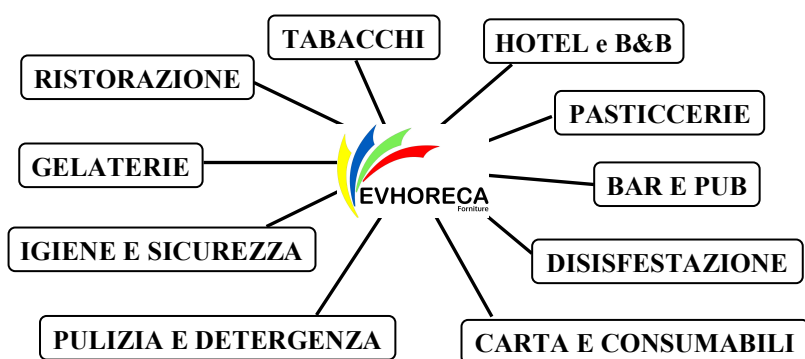 TABACCHI
HOTEL e B&B
RISTORAZIONE
PASTICCERIE
GELATERIE
BAR E PUB
EVHORECA
Forniture
IGIENE E SICUREZZA
DISISFESTAZIONE
PULIZIA E DETERGENZA
CARTA E CONSUMABILI